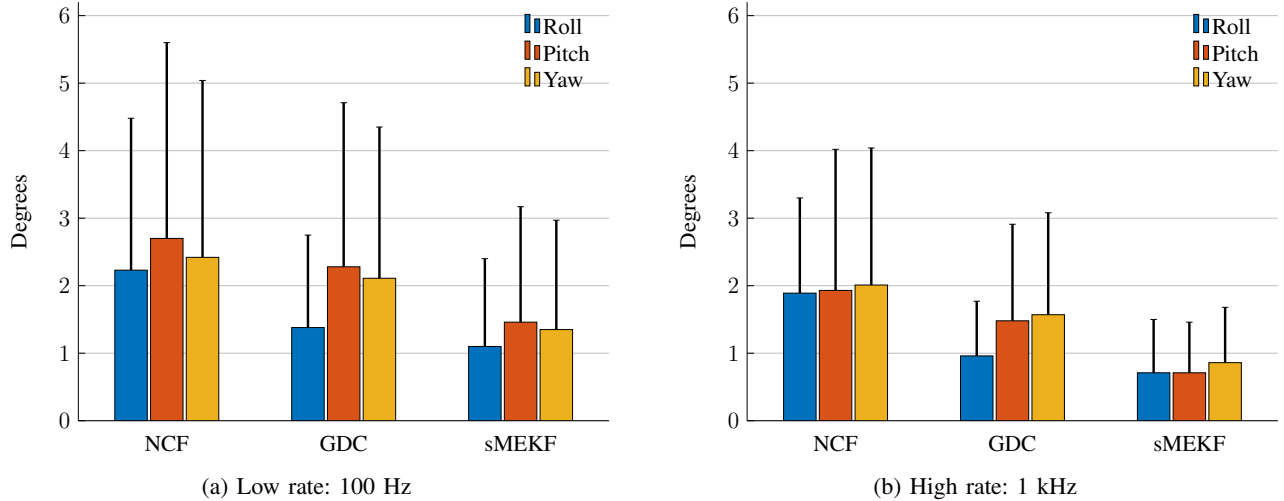 6
5
4
3
2
1
0
Degrees
Roll
Pitch
Yaw
NCF GDC sMEKF
(a) Low rate: 100 Hz
6
5
4
3
2
1
0
Degrees
Roll
Pitch
Yaw
NCF GDC sMEKF
(b) High rate: 1 kHz